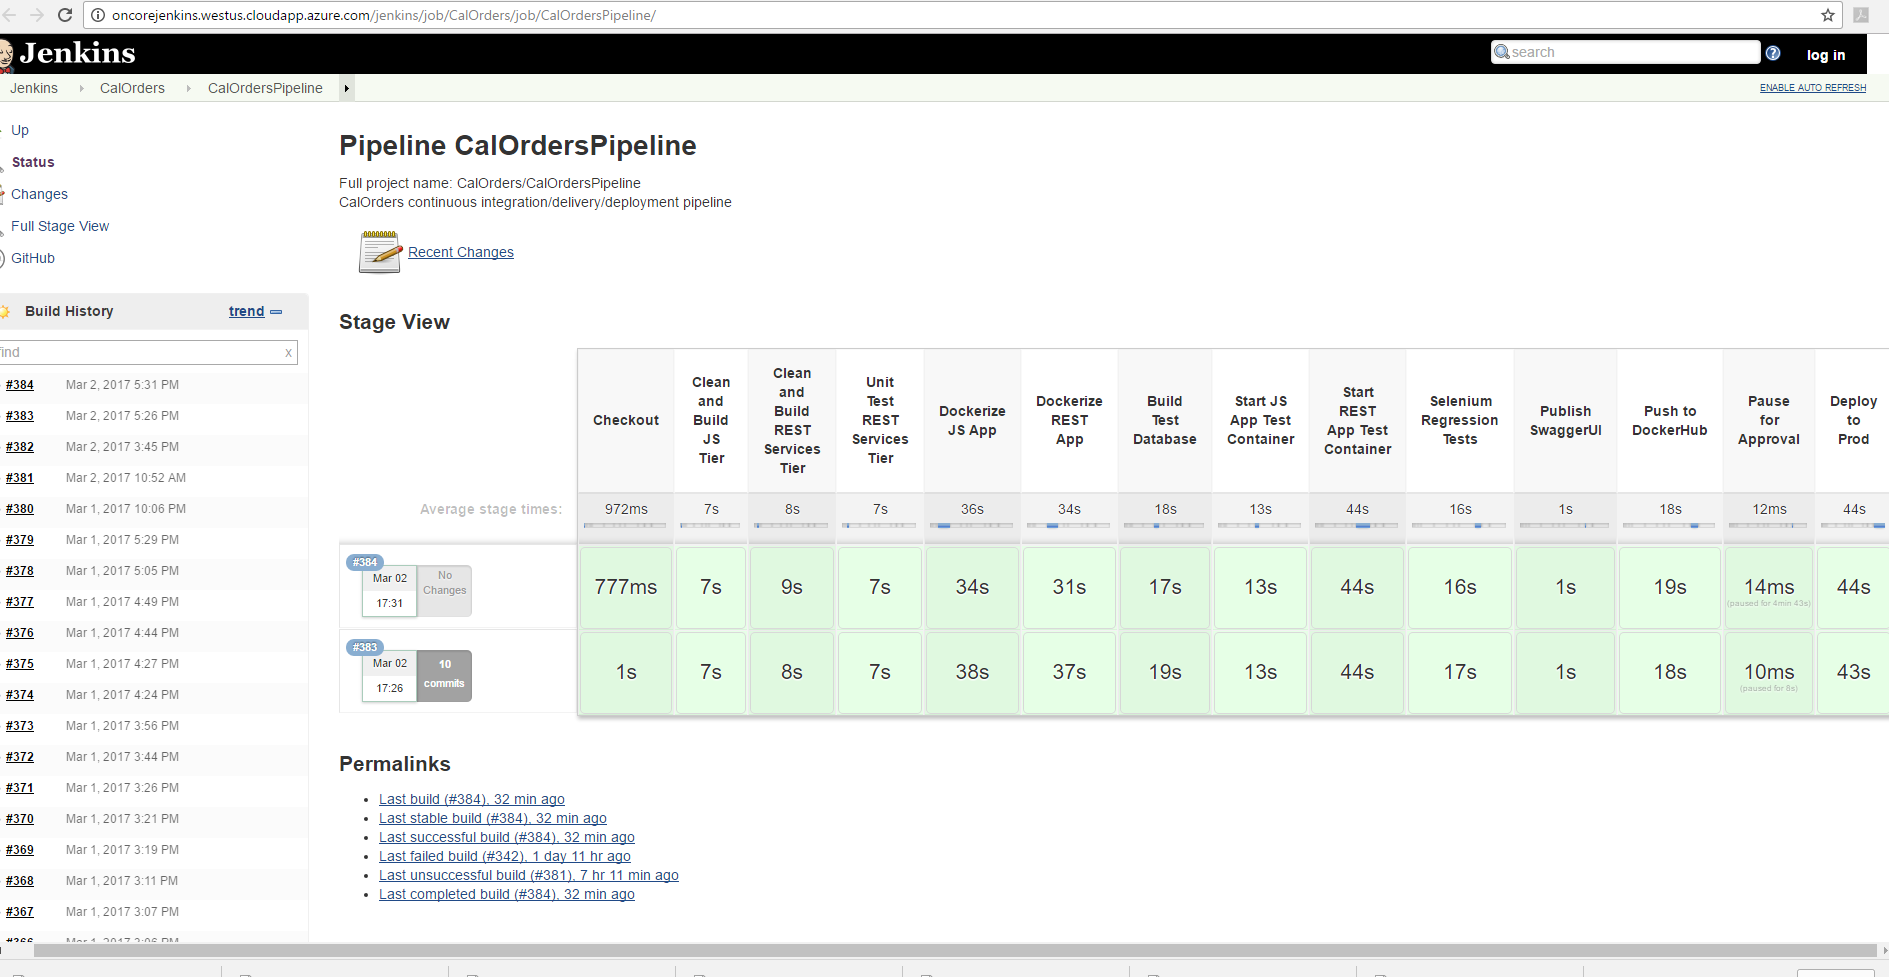 oncorejenkins.westus.cloudapp.azure.com/jenkins/job/CalOrders/job/CalOrdersPipeline/
Jenkins
search
log in
Jenkins
CalOrders
CalOrdersPipeline
ENABLE AUTO REFRESH
Up
Status
Changes
Full Stage View
GitHub
Build History
trend
find
x
#384 Mar 2, 2017 5:31 PM
#383 Mar 2, 2017 5:26 PM
#382 Mar 2, 2017 3:45 PM
#381 Mar 2, 2017 10:52 AM
#380 Mar 1, 2017 10:06 PM
#379 Mar 1, 2017 5:29 PM
#378 Mar 1, 2017 5:05 PM
#377 Mar 1, 2017 4:49 PM
#376 Mar 1, 2017 4:44 PM
#375 Mar 1, 2017 4:27 PM
#374 Mar 1, 2017 4:24 PM
#373 Mar 1, 2017 3:56 PM
#372 Mar 1, 2017 3:44 PM
#371 Mar 1, 2017 3:26 PM
#370 Mar 1, 2017 3:21 PM
#369 Mar 1, 2017 3:19 PM
#368 Mar 1, 2017 3:11 PM
#367 Mar 1, 2017 3:07 PM
#366 Mar 1, 2017 3:06 PM
Pipeline CalOrdersPipeline
Full project name: CalOrders/CalOrdersPipeline
CalOrders continuous integration/delivery/deployment pipeline
Recent Changes
Stage View
Checkout
Clean
and
Build
JS
Tier
Clean
and
Build
REST
Services
Tier
Unit
Test
REST
Services
Tier
Dockerize
JS App
Dockerize
REST
App
Build
Test
Database
Start JS
App Test
Container
Start
REST
App Test
Container
Selenium
Regression
Tests
Publish
SwaggerUI
Push to
DockerHub
Pause
for
Approval
Deploy
to
Prod
Average stage times: 972ms 7s 8s 7s 36s 34s 18s 13s 44s 16s 1s 18s 12ms 44s
#384
Mar 02
17:31
No
Changes
777ms 7s 9s 7s 34s 31s 17s 13s 44s 16s 1s 19s 14ms 44s
(paused for 4min 43s)
#383
Mar 02
17:26
10
commits
1s 7s 8s 7s 38s 37s 19s 13s 44s 17s 1s 18s 10ms 43s
(paused for 8s)
Permalinks
Last build (#384), 32 min ago
Last stable build (#384), 32 min ago
Last successful build (#384), 32 min ago
Last failed build (#342), 1 day 11 hr ago
Last unsuccessful build (#381), 7 hr 11 min ago
Last completed build (#384), 32 min ago